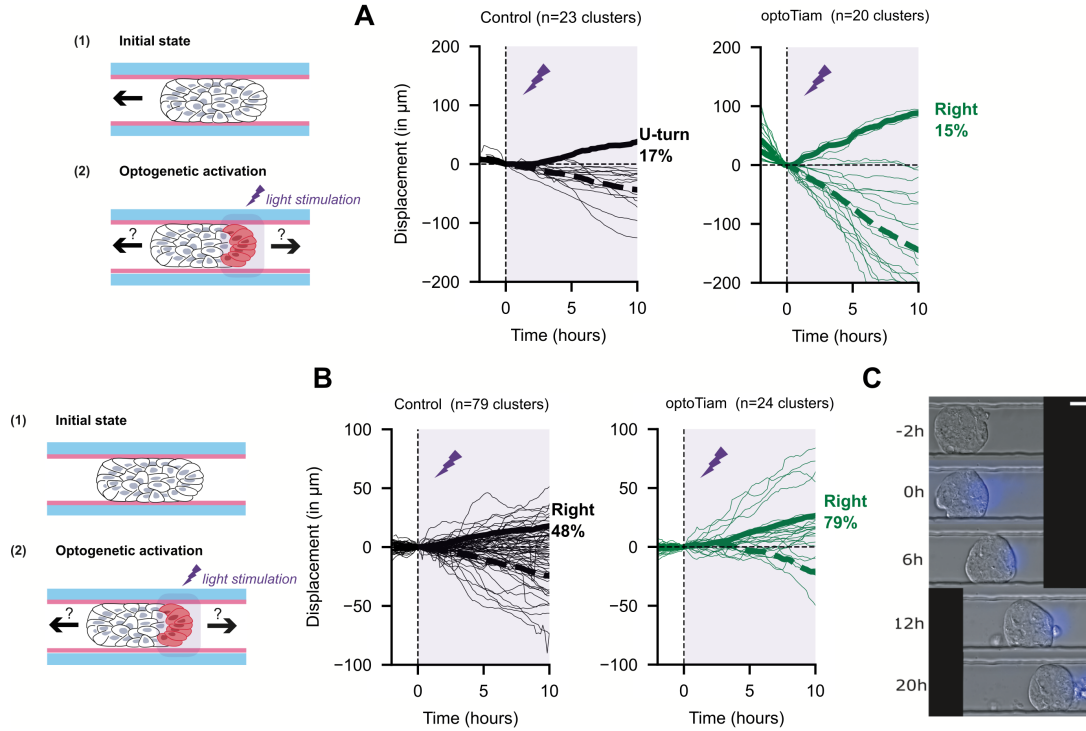 A
Control (n=23 clusters)
optoTiam (n=20 clusters)
(1) Initial state
(2) Optogenetic activation
light stimulation
? ?
Displacement (in µm)
200
100
0
−100
−200
0 5 10
Time (hours)
U-turn
17%
200
100
0
−100
−200
0 5 10
Time (hours)
Right
15%
B
Control (n=79 clusters)
optoTiam (n=24 clusters)
(1) Initial state
(2) Optogenetic activation
light stimulation
? ?
Displacement (in µm)
100
50
0
−50
−100
0 5 10
Time (hours)
Right
48%
100
50
0
−50
−100
0 5 10
Time (hours)
Right
79%
C
-2h
0h
6h
12h
20h